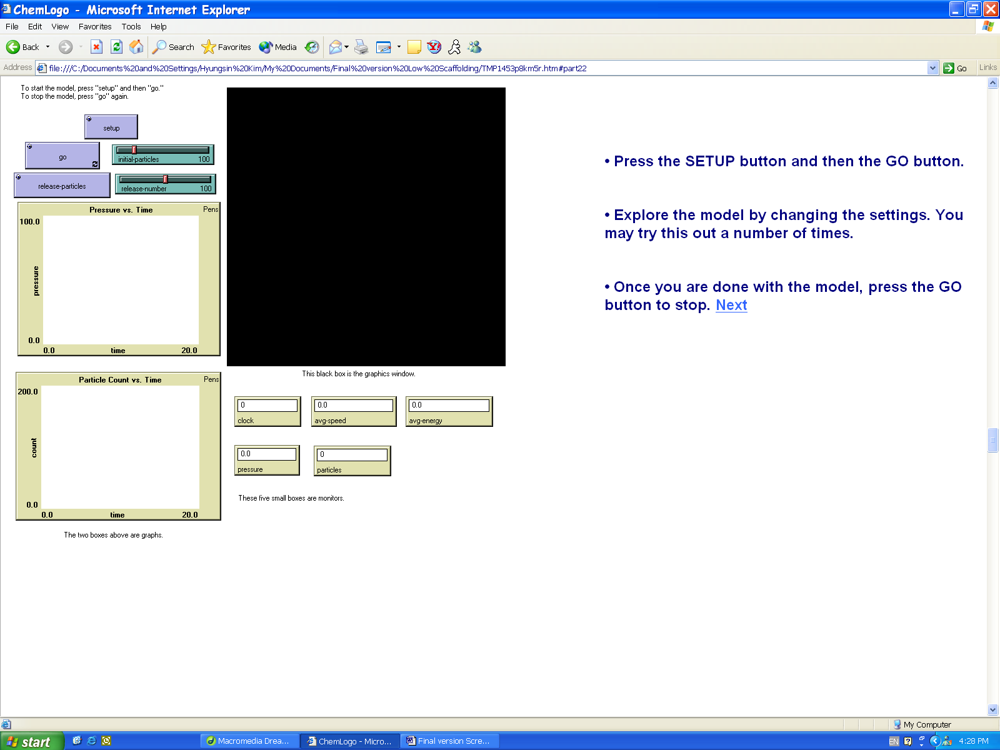 ChemLogo - Microsoft Internet Explorer
File Edit View Favorites Tools Help
Back Search Favorites Media
Address file:///C:/Documents%20and%20Settings/Hyungsin%20Kim/My%20Documents/Final%20version%20Low%20Scaffolding/TMP1453p8km5r.htm#part22 Go Links
To start the model, press "setup" and then "go."
To stop the model, press "go" again.
setup
go
initial-particles 100
release-particles
release-number 100
Pressure vs. Time Pens
100.0
pressure
0.0
0.0 time 20.0
Particle Count vs. Time Pens
200.0
count
0.0
0.0 time 20.0
The two boxes above are graphs.
This black box is the graphics window.
0
clock
0.0
avg-speed
0.0
avg-energy
0.0
pressure
0
particles
These five small boxes are monitors.
• Press the SETUP button and then the GO button.
• Explore the model by changing the settings. You
may try this out a number of times.
• Once you are done with the model, press the GO
button to stop. Next
My Computer
start Macromedia Drea... ChemLogo - Micro... Final version Scre... EN 4:28 PM